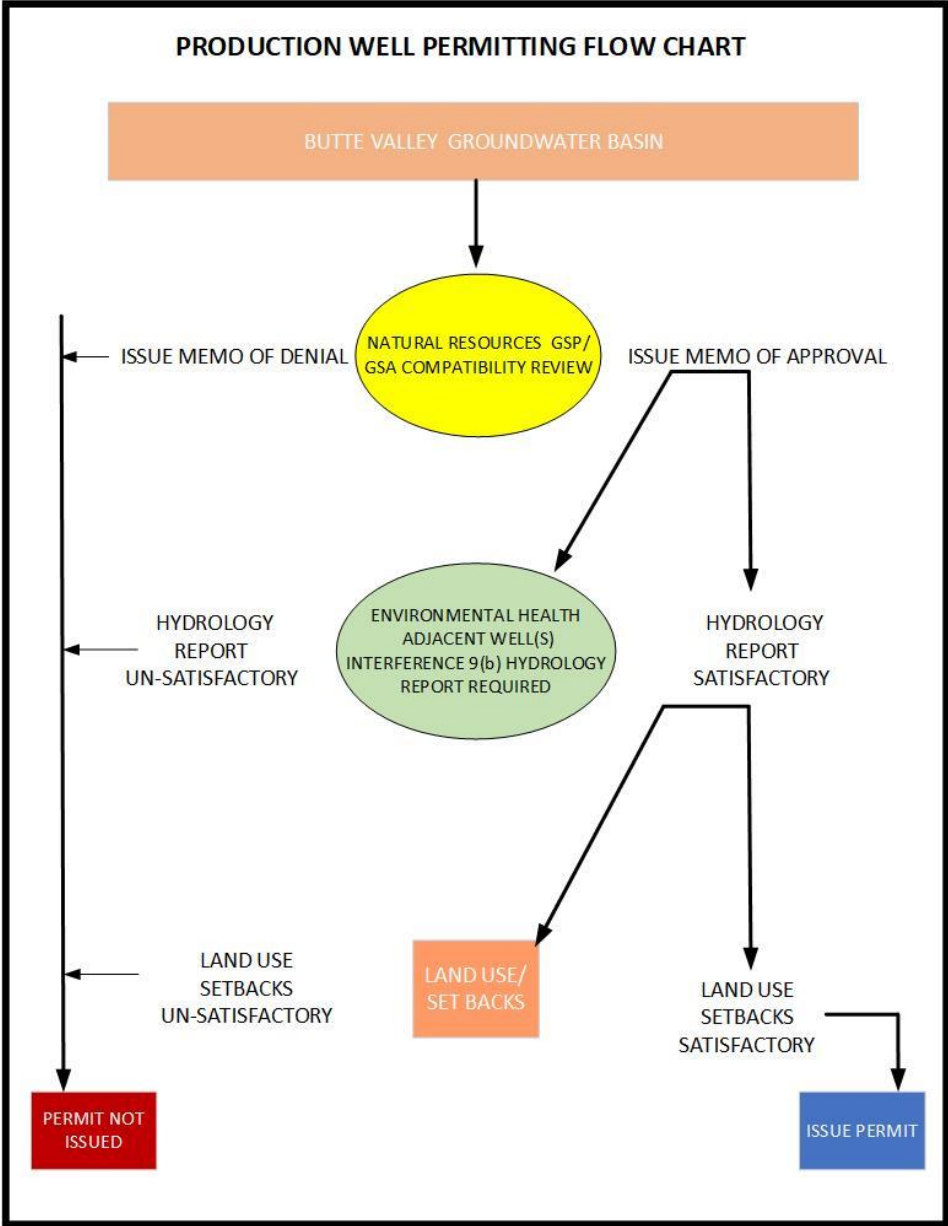 PRODUCTION WELL PERMITTING FLOW CHART
BUTTE VALLEY GROUNDWATER BASIN
ISSUE MEMO OF DENIAL
NATURAL RESOURCES GSP/
GSA COMPATIBILITY REVIEW
ISSUE MEMO OF APPROVAL
HYDROLOGY
REPORT
UN-SATISFACTORY
ENVIRONMENTAL HEALTH
ADJACENT WELL(S)
INTERFERENCE 9(b) HYDROLOGY
REPORT REQUIRED
HYDROLOGY
REPORT
SATISFACTORY
LAND USE
SETBACKS
UN-SATISFACTORY
LAND USE/
SET BACKS
LAND USE
SETBACKS
SATISFACTORY
PERMIT NOT
ISSUED
ISSUE PERMIT